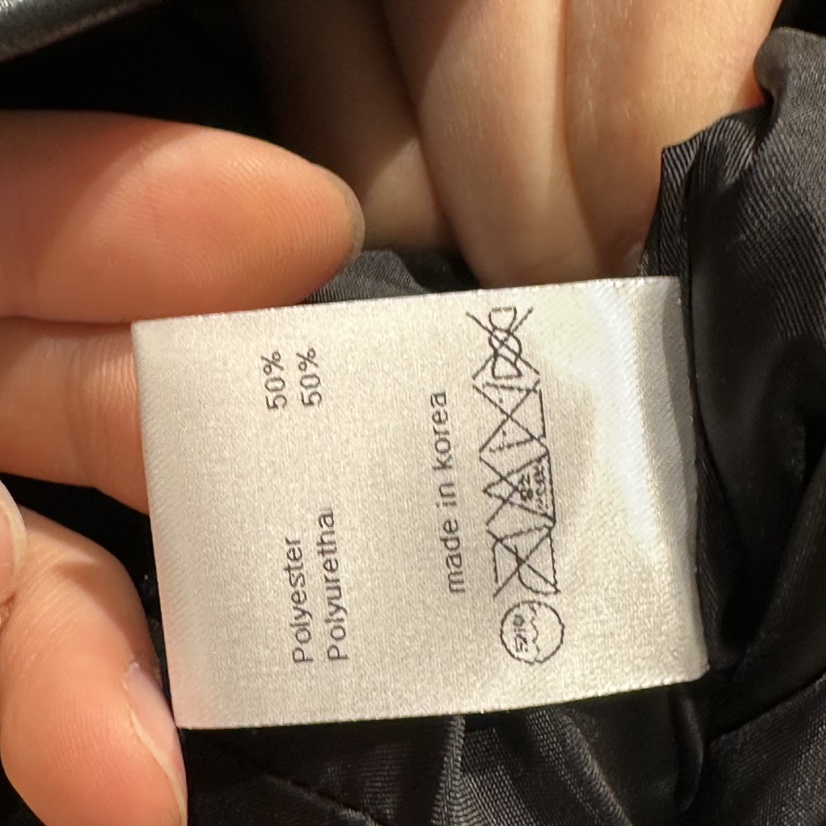 Polyester 50%
Polyuretha 50%
made in korea